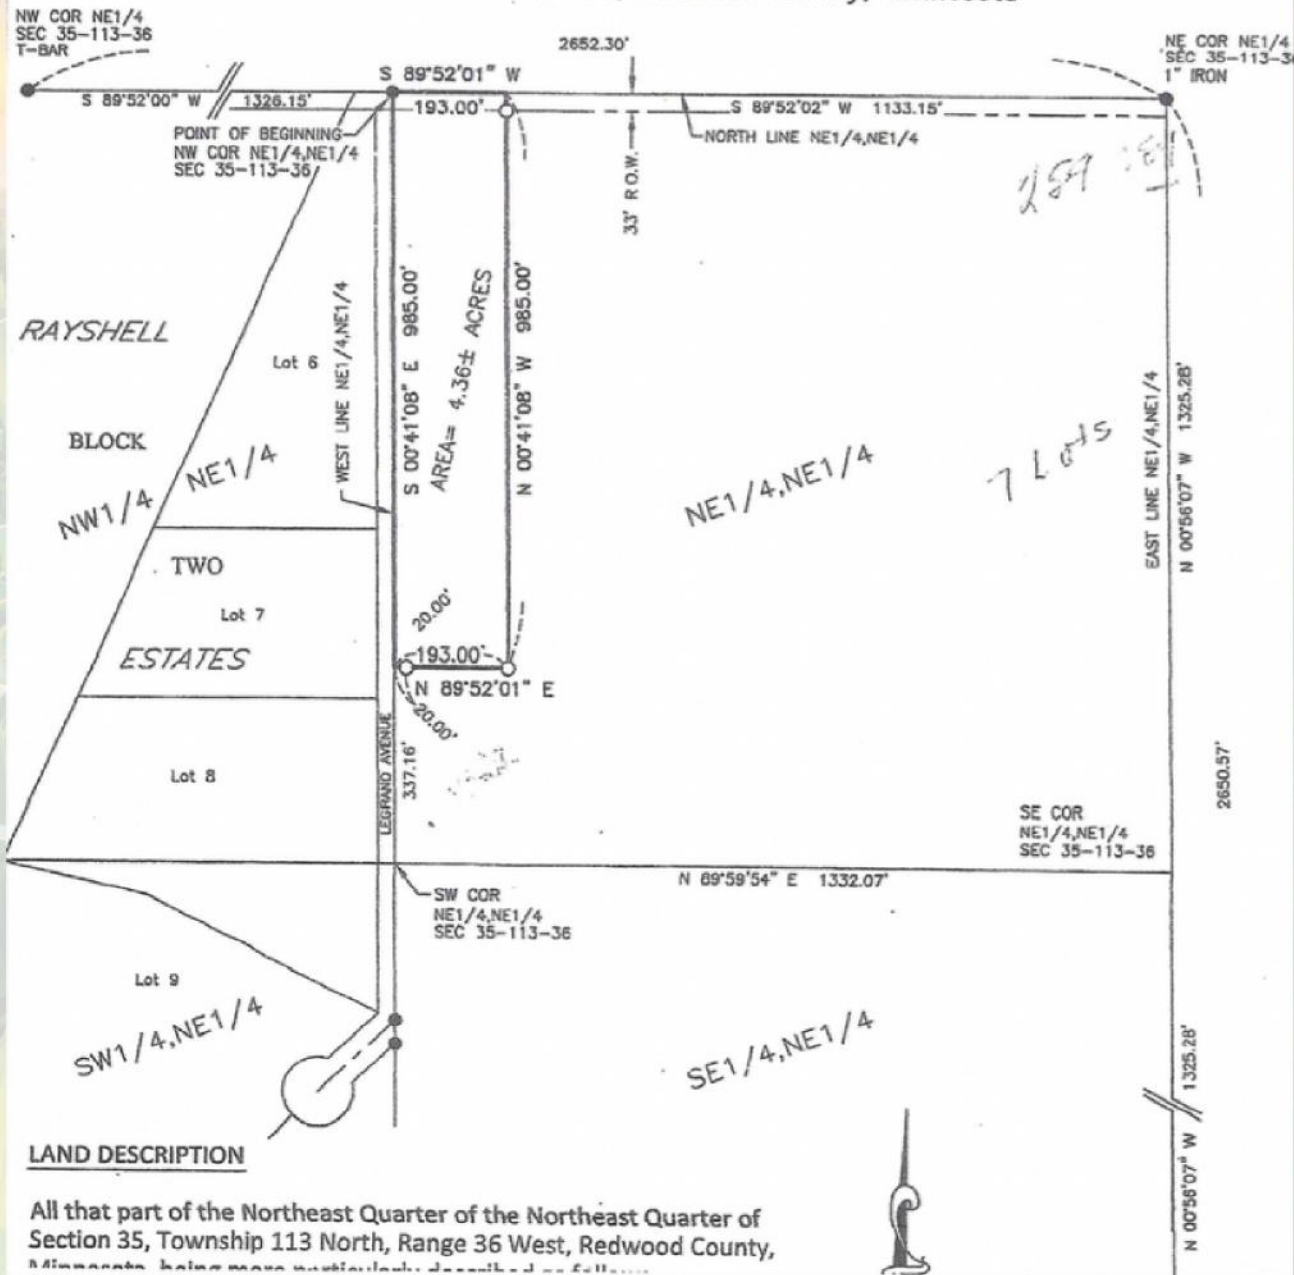 NW COR NE1/4
SEC 35-113-36
T-BAR
2652.30'
NE COR NE1/4
SEC 35-113-36
1" IRON
S 89°52'01" W
S 89°52'00" W
1326.15'
193.00'
S 89°52'02" W 1133.15'
POINT OF BEGINNING
NW COR NE1/4,NE1/4
SEC 35-113-36
NORTH LINE NE1/4,NE1/4
33' R.O.W.
289
RAYSHELL
Lot 6
WEST LINE NE1/4,NE1/4
S 00°41'08" E 985.00'
AREA= 4.36± ACRES
N 00°41'08" W 985.00'
BLOCK
NW1/4 NE1/4
NE1/4,NE1/4
7 Lots
EAST LINE NE1/4,NE1/4
N 00°56'07" W 1325.28'
TWO
Lot 7
20.00'
ESTATES
193.00'
N 89°52'01" E
20.00'
Lot 8
LEGRAND AVENUE
337.16'
2650.57'
SE COR
NE1/4,NE1/4
SEC 35-113-36
N 89°59'54" E 1332.07'
SW COR
NE1/4,NE1/4
SEC 35-113-36
Lot 9
SW1/4,NE1/4
SE1/4,NE1/4
1325.28'
N 00°56'07" W
LAND DESCRIPTION
All that part of the Northeast Quarter of the Northeast Quarter of
Section 35, Township 113 North, Range 36 West, Redwood County,
Minnesota, being more particularly described as follows: